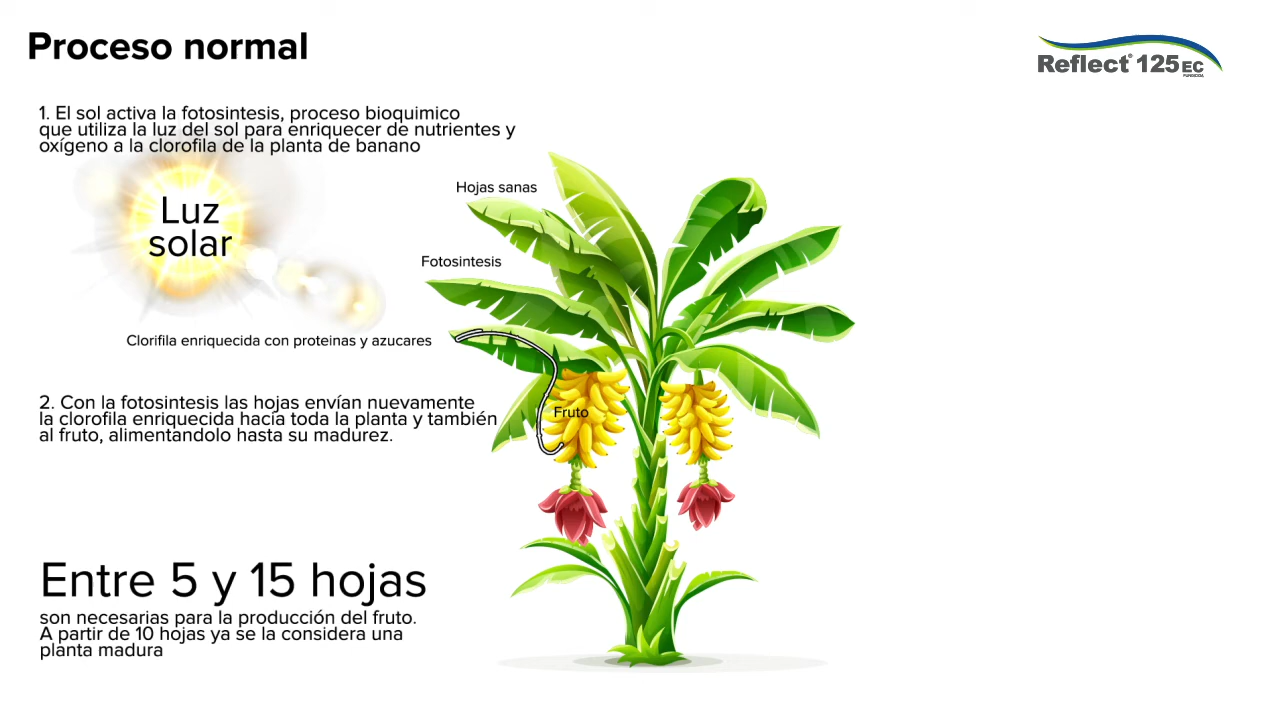 Proceso normal
Reflect® 125 EC
FUNGICIDA
1. El sol activa la fotosintesis, proceso bioquimico
que utiliza la luz del sol para enriquecer de nutrientes y
oxígeno a la clorofila de la planta de banano
Hojas sanas
Luz
solar
Fotosintesis
Clorifila enriquecida con proteinas y azucares
2. Con la fotosintesis las hojas envían nuevamente
la clorofila enriquecida hacia toda la planta y también
al fruto, alimentandolo hasta su madurez.
Fruto
Entre 5 y 15 hojas
son necesarias para la producción del fruto.
A partir de 10 hojas ya se la considera una
planta madura